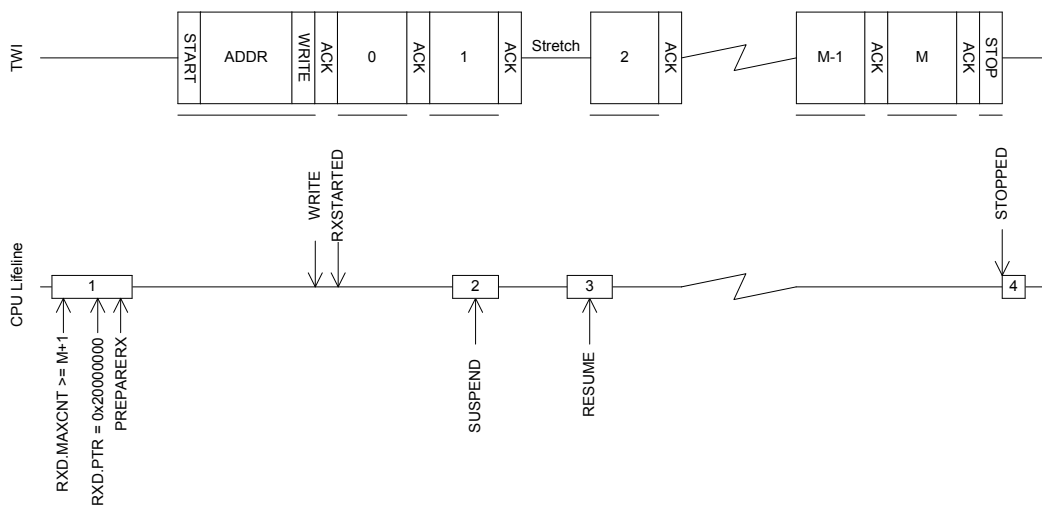 TWI
START
ADDR
WRITE
ACK
0
ACK
1
ACK
Stretch
2
ACK
M-1
ACK
M
ACK
STOP
CPU Lifeline
WRITE
RXSTARTED
STOPPED
1
2
3
4
RXD.MAXCNT >= M+1
RXD.PTR = 0x20000000
PREPARERX
SUSPEND
RESUME